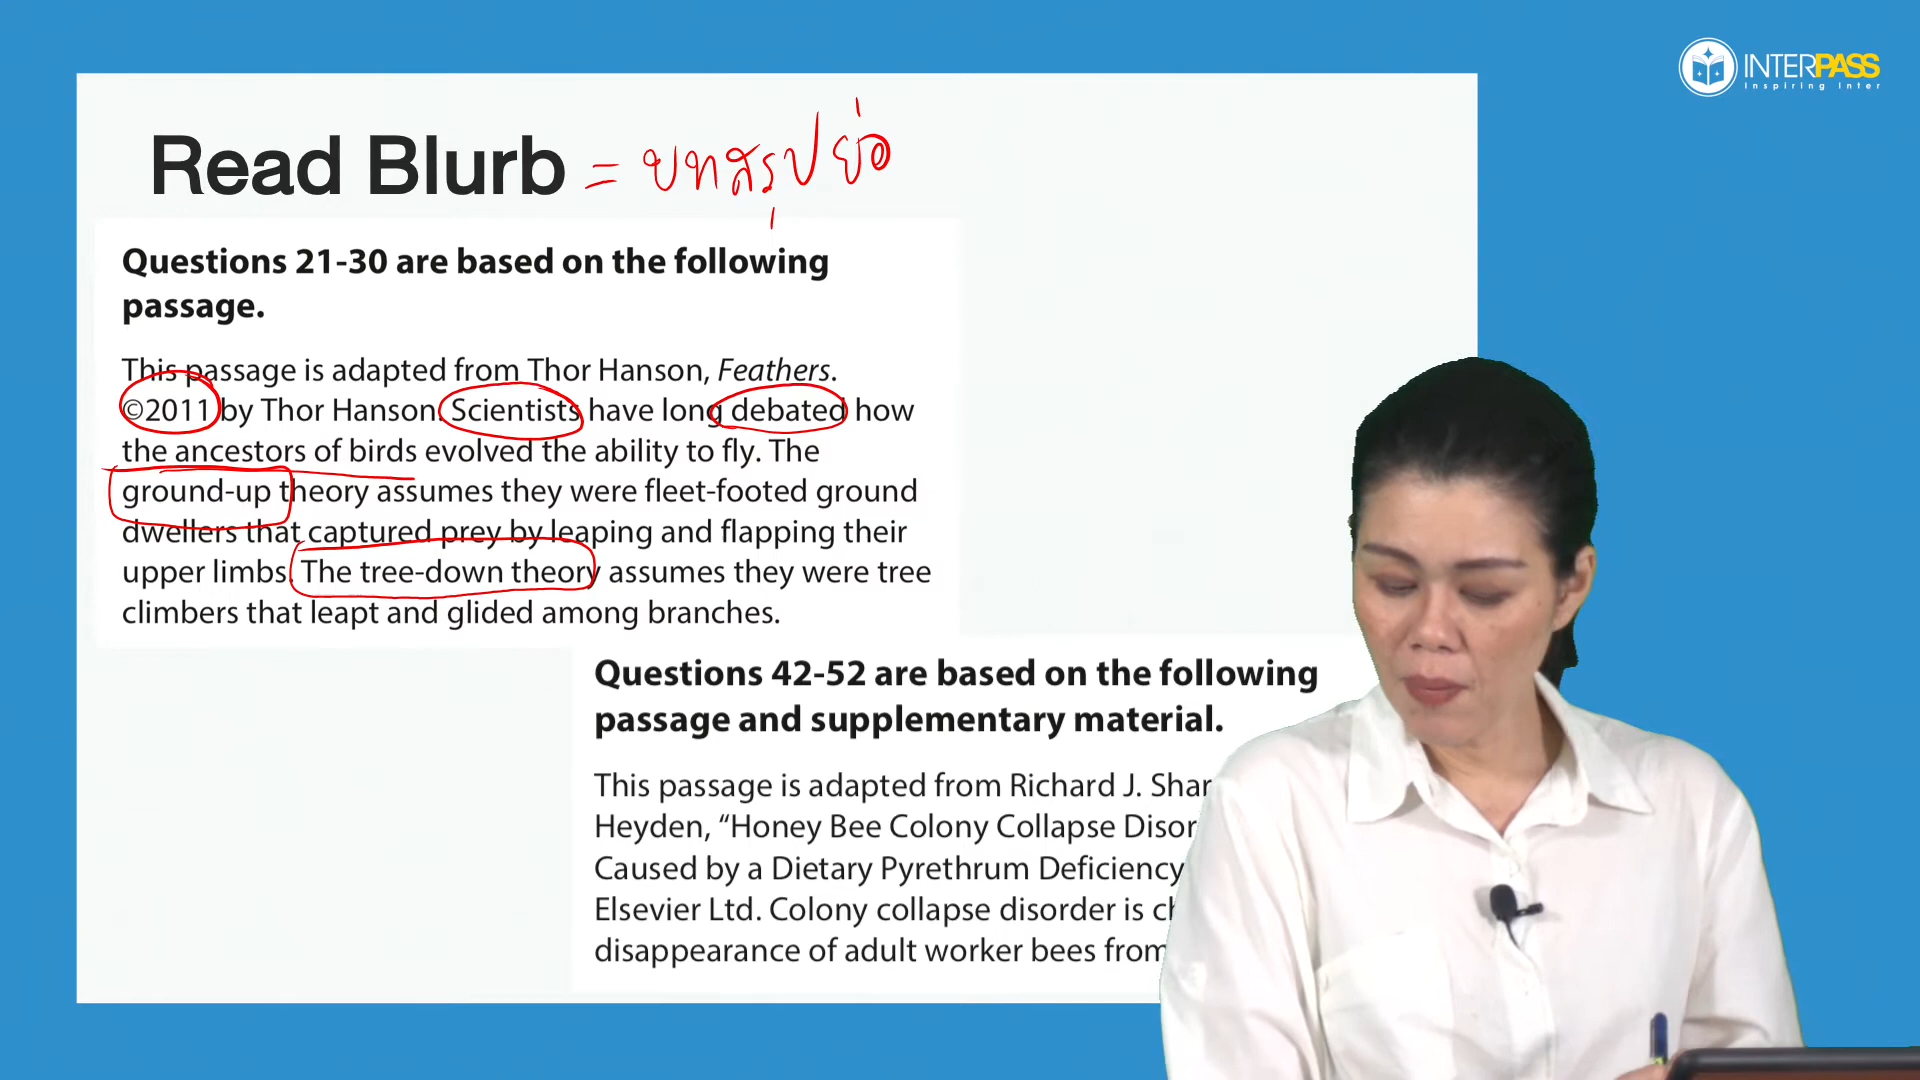 INTERPASS
Inspiring Inter
Read Blurb = บทสรุปย่อ
Questions 21-30 are based on the following
passage.
This passage is adapted from Thor Hanson, Feathers.
©2011 by Thor Hanson. Scientists have long debated how
the ancestors of birds evolved the ability to fly. The
ground-up theory assumes they were fleet-footed ground
dwellers that captured prey by leaping and flapping their
upper limbs. The tree-down theory assumes they were tree
climbers that leapt and glided among branches.
Questions 42-52 are based on the following
passage and supplementary material.
This passage is adapted from Richard J. Shar
Heyden, “Honey Bee Colony Collapse Disor
Caused by a Dietary Pyrethrum Deficiency
Elsevier Ltd. Colony collapse disorder is ch
disappearance of adult worker bees from